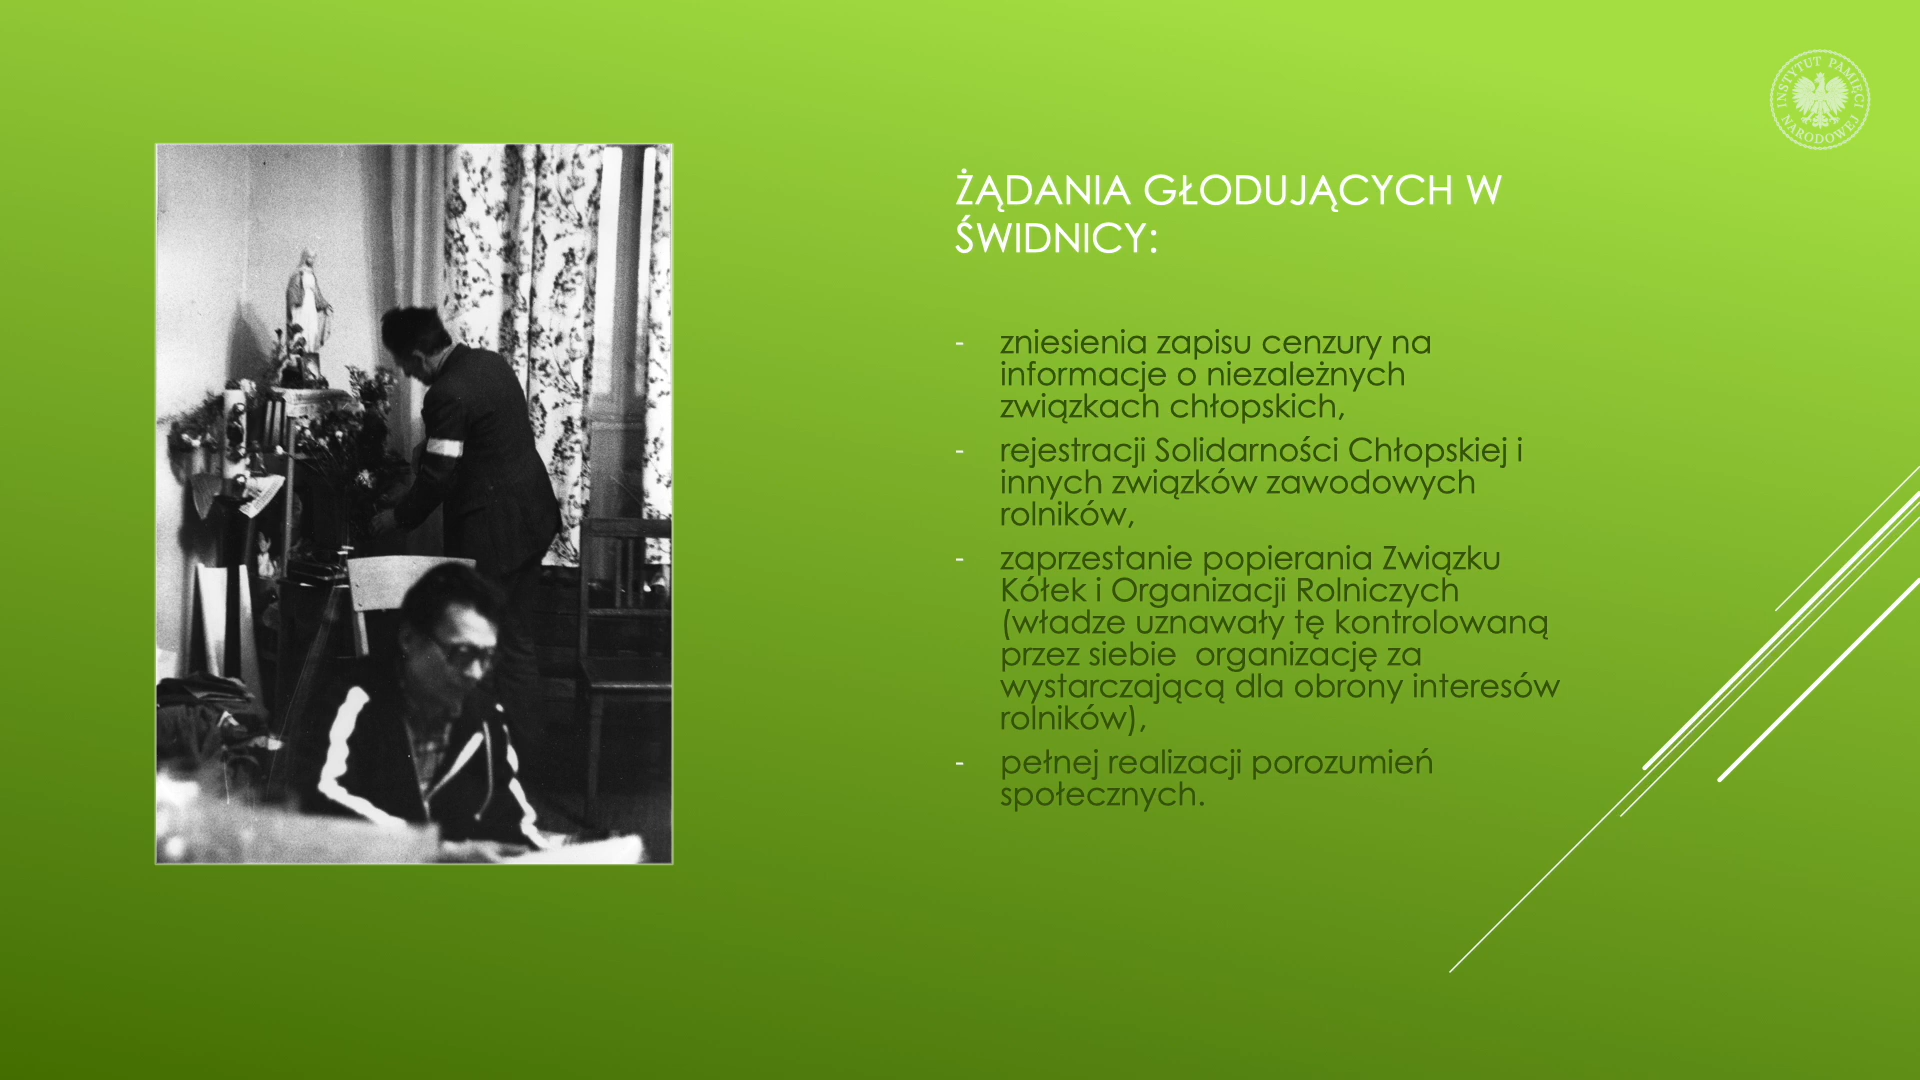 INSTYTUT PAMIĘCI NARODOWEJ
ŻĄDANIA GŁODUJĄCYCH W
ŚWIDNICY:
- zniesienia zapisu cenzury na
informacje o niezależnych
związkach chłopskich,
- rejestracji Solidarności Chłopskiej i
innych związków zawodowych
rolników,
- zaprzestanie popierania Związku
Kółek i Organizacji Rolniczych
(władze uznawały tę kontrolowaną
przez siebie  organizację za
wystarczającą dla obrony interesów
rolników),
- pełnej realizacji porozumień
społecznych.